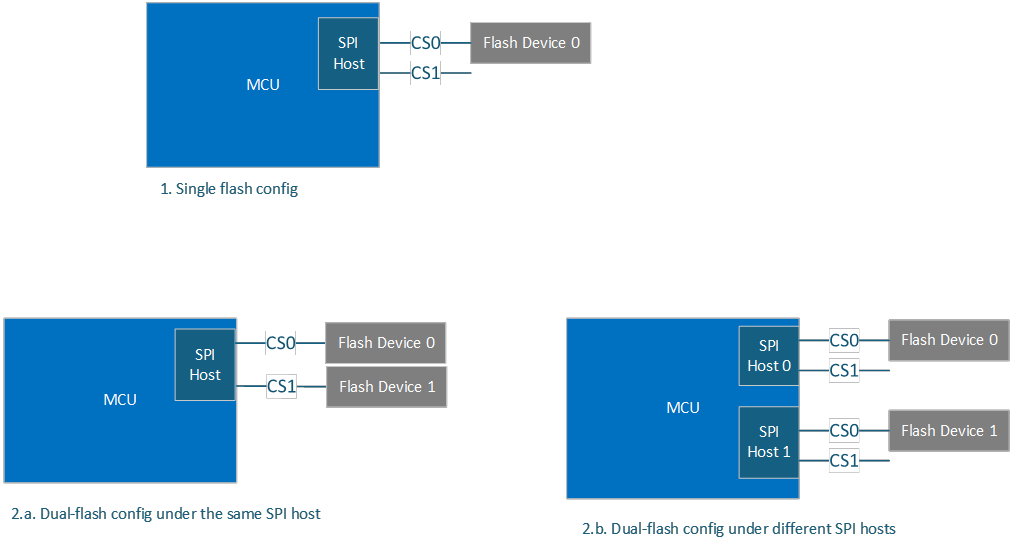 SPI
Host
CS0
Flash Device 0
CS1
MCU
1. Single flash config
SPI
Host
CS0
Flash Device 0
CS1
Flash Device 1
MCU
2.a. Dual-flash config under the same SPI host
SPI
Host 0
CS0
Flash Device 0
CS1
MCU
SPI
Host 1
CS0
Flash Device 1
CS1
2.b. Dual-flash config under different SPI hosts